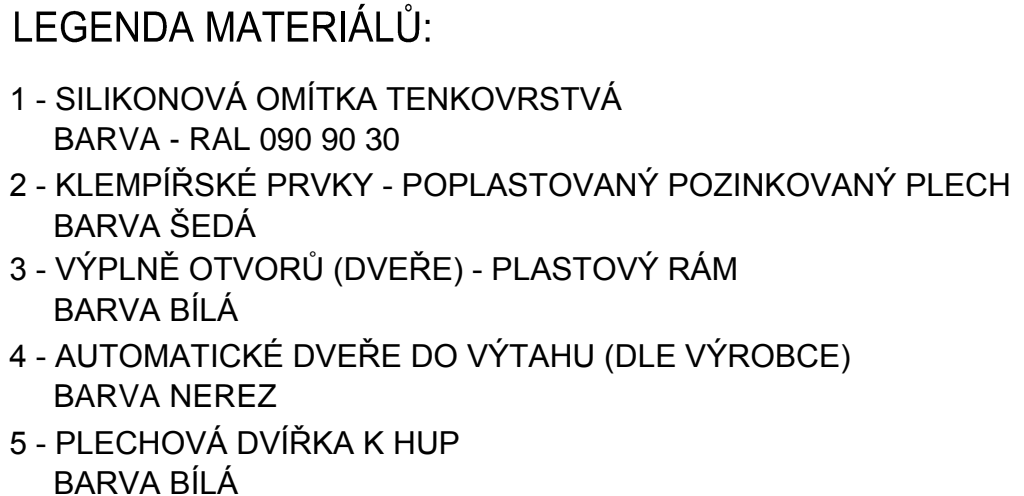 LEGENDA MATERIÁLŮ:
1 - SILIKONOVÁ OMÍTKA TENKOVRSTVÁ
BARVA - RAL 090 90 30
2 - KLEMPÍŘSKÉ PRVKY - POPLASTOVANÝ POZINKOVANÝ PLECH
BARVA ŠEDÁ
3 - VÝPLNĚ OTVORŮ (DVEŘE) - PLASTOVÝ RÁM
BARVA BÍLÁ
4 - AUTOMATICKÉ DVEŘE DO VÝTAHU (DLE VÝROBCE)
BARVA NEREZ
5 - PLECHOVÁ DVÍŘKA K HUP
BARVA BÍLÁ